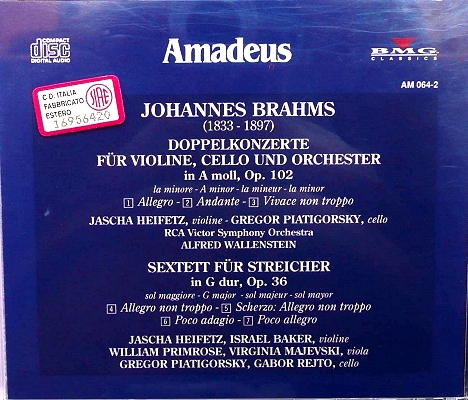 COMPACT
disc
DIGITAL AUDIO
Amadeus
BMG
CLASSICS
AM 064-2
C.D. ITALIA
FABBRICATO
ESTERO
SIAE
16956420
JOHANNES BRAHMS
(1833 - 1897)
DOPPELKONZERTE
FÜR VIOLINE, CELLO UND ORCHESTER
in A moll, Op. 102
la minore - A minor - la mineur - la minor
1 Allegro - 2 Andante - 3 Vivace non troppo
JASCHA HEIFETZ, violine - GREGOR PIATIGORSKY, cello
RCA Victor Symphony Orchestra
ALFRED WALLENSTEIN
SEXTETT FÜR STREICHER
in G dur, Op. 36
sol maggiore - G major - sol majeur - sol mayor
4 Allegro non troppo - 5 Scherzo: Allegro non troppo
6 Poco adagio - 7 Poco allegro
JASCHA HEIFETZ, ISRAEL BAKER, violine
WILLIAM PRIMROSE, VIRGINIA MAJEVSKI, viola
GREGOR PIATIGORSKY, GABOR REJTO, cello